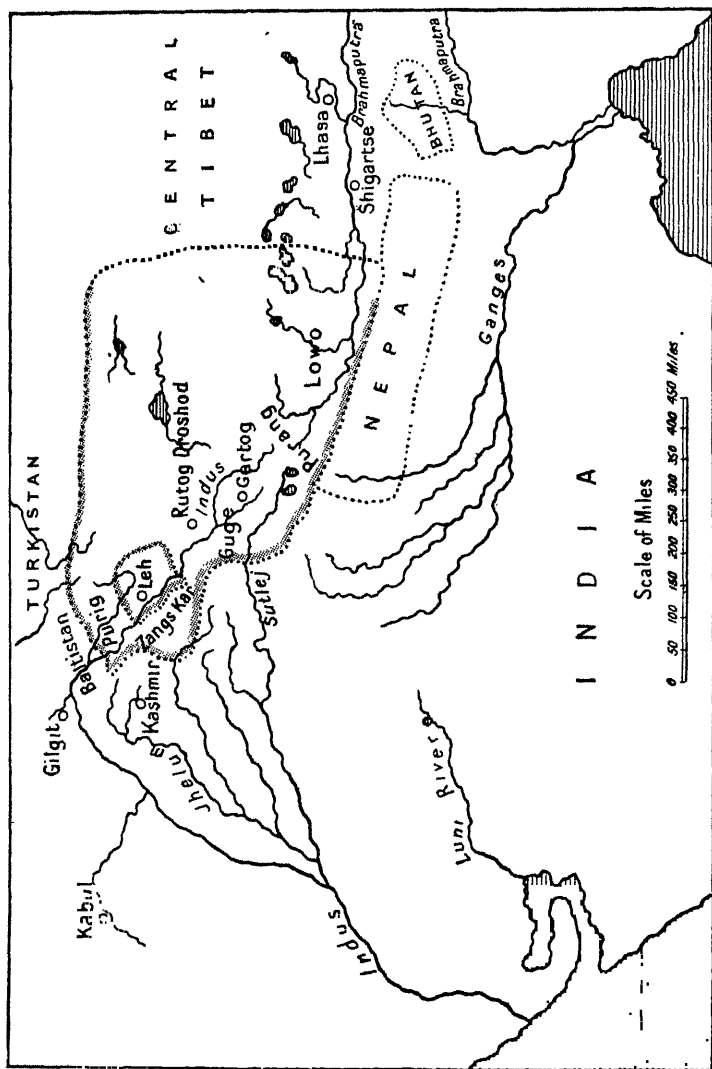 TURKISTAN
CENTRAL
TIBET
Gilgit
Baltistan
Purig
Leh
Zangs Kar
Kashmir
Jhelu
Kabul
Rutog
Droshod
Indus
Gartog
Guge
Purang
Lowo
Lhasa
Shigartse
Brahmaputra
BHUTAN
Brahmaputra
NEPAL
Sutlej
Ganges
Indus
Luni River
INDIA
Scale of Miles
0 50 100 150 200 250 300 350 400 450 Miles